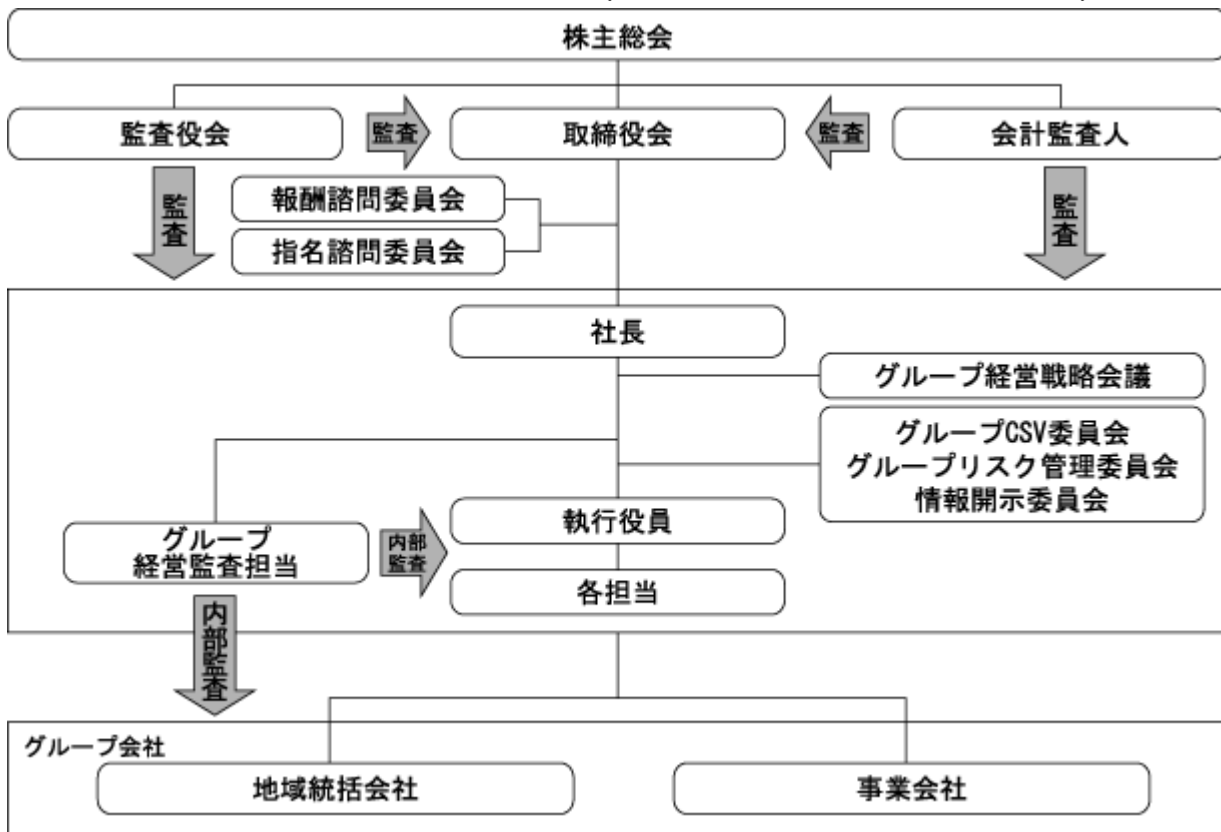 株主総会
監査役会
監査
取締役会
監査
会計監査人
監査
報酬諮問委員会
指名諮問委員会
監査
社長
グループ経営戦略会議
グループCSV委員会
グループリスク管理委員会
情報開示委員会
グループ
経営監査担当
内部
監査
執行役員
各担当
内部監査
グループ会社
地域統括会社
事業会社